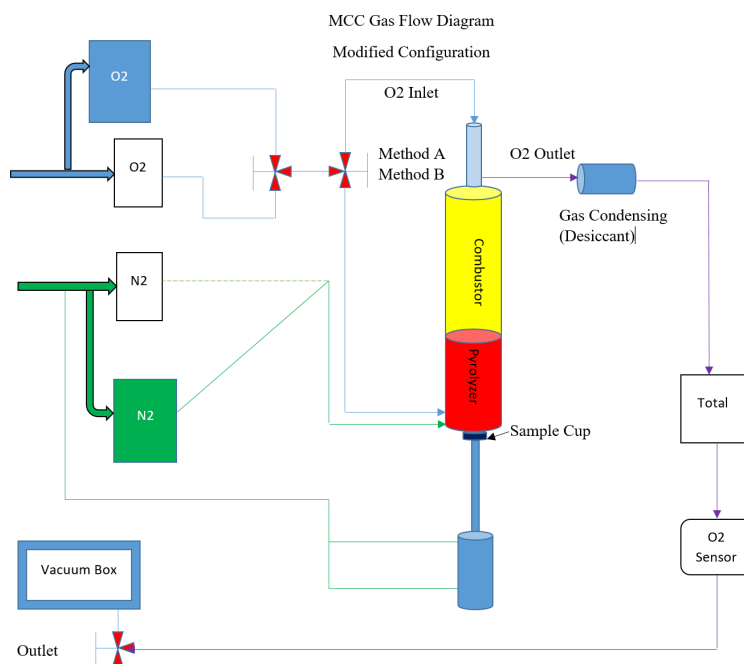 MCC Gas Flow Diagram
Modified Configuration
O2
O2 Inlet
O2
Method A
Method B
O2 Outlet
Gas Condensing
(Desiccant)
Combustor
N2
Pyrolyzer
N2
Total
Sample Cup
O2
Sensor
Vacuum Box
Outlet